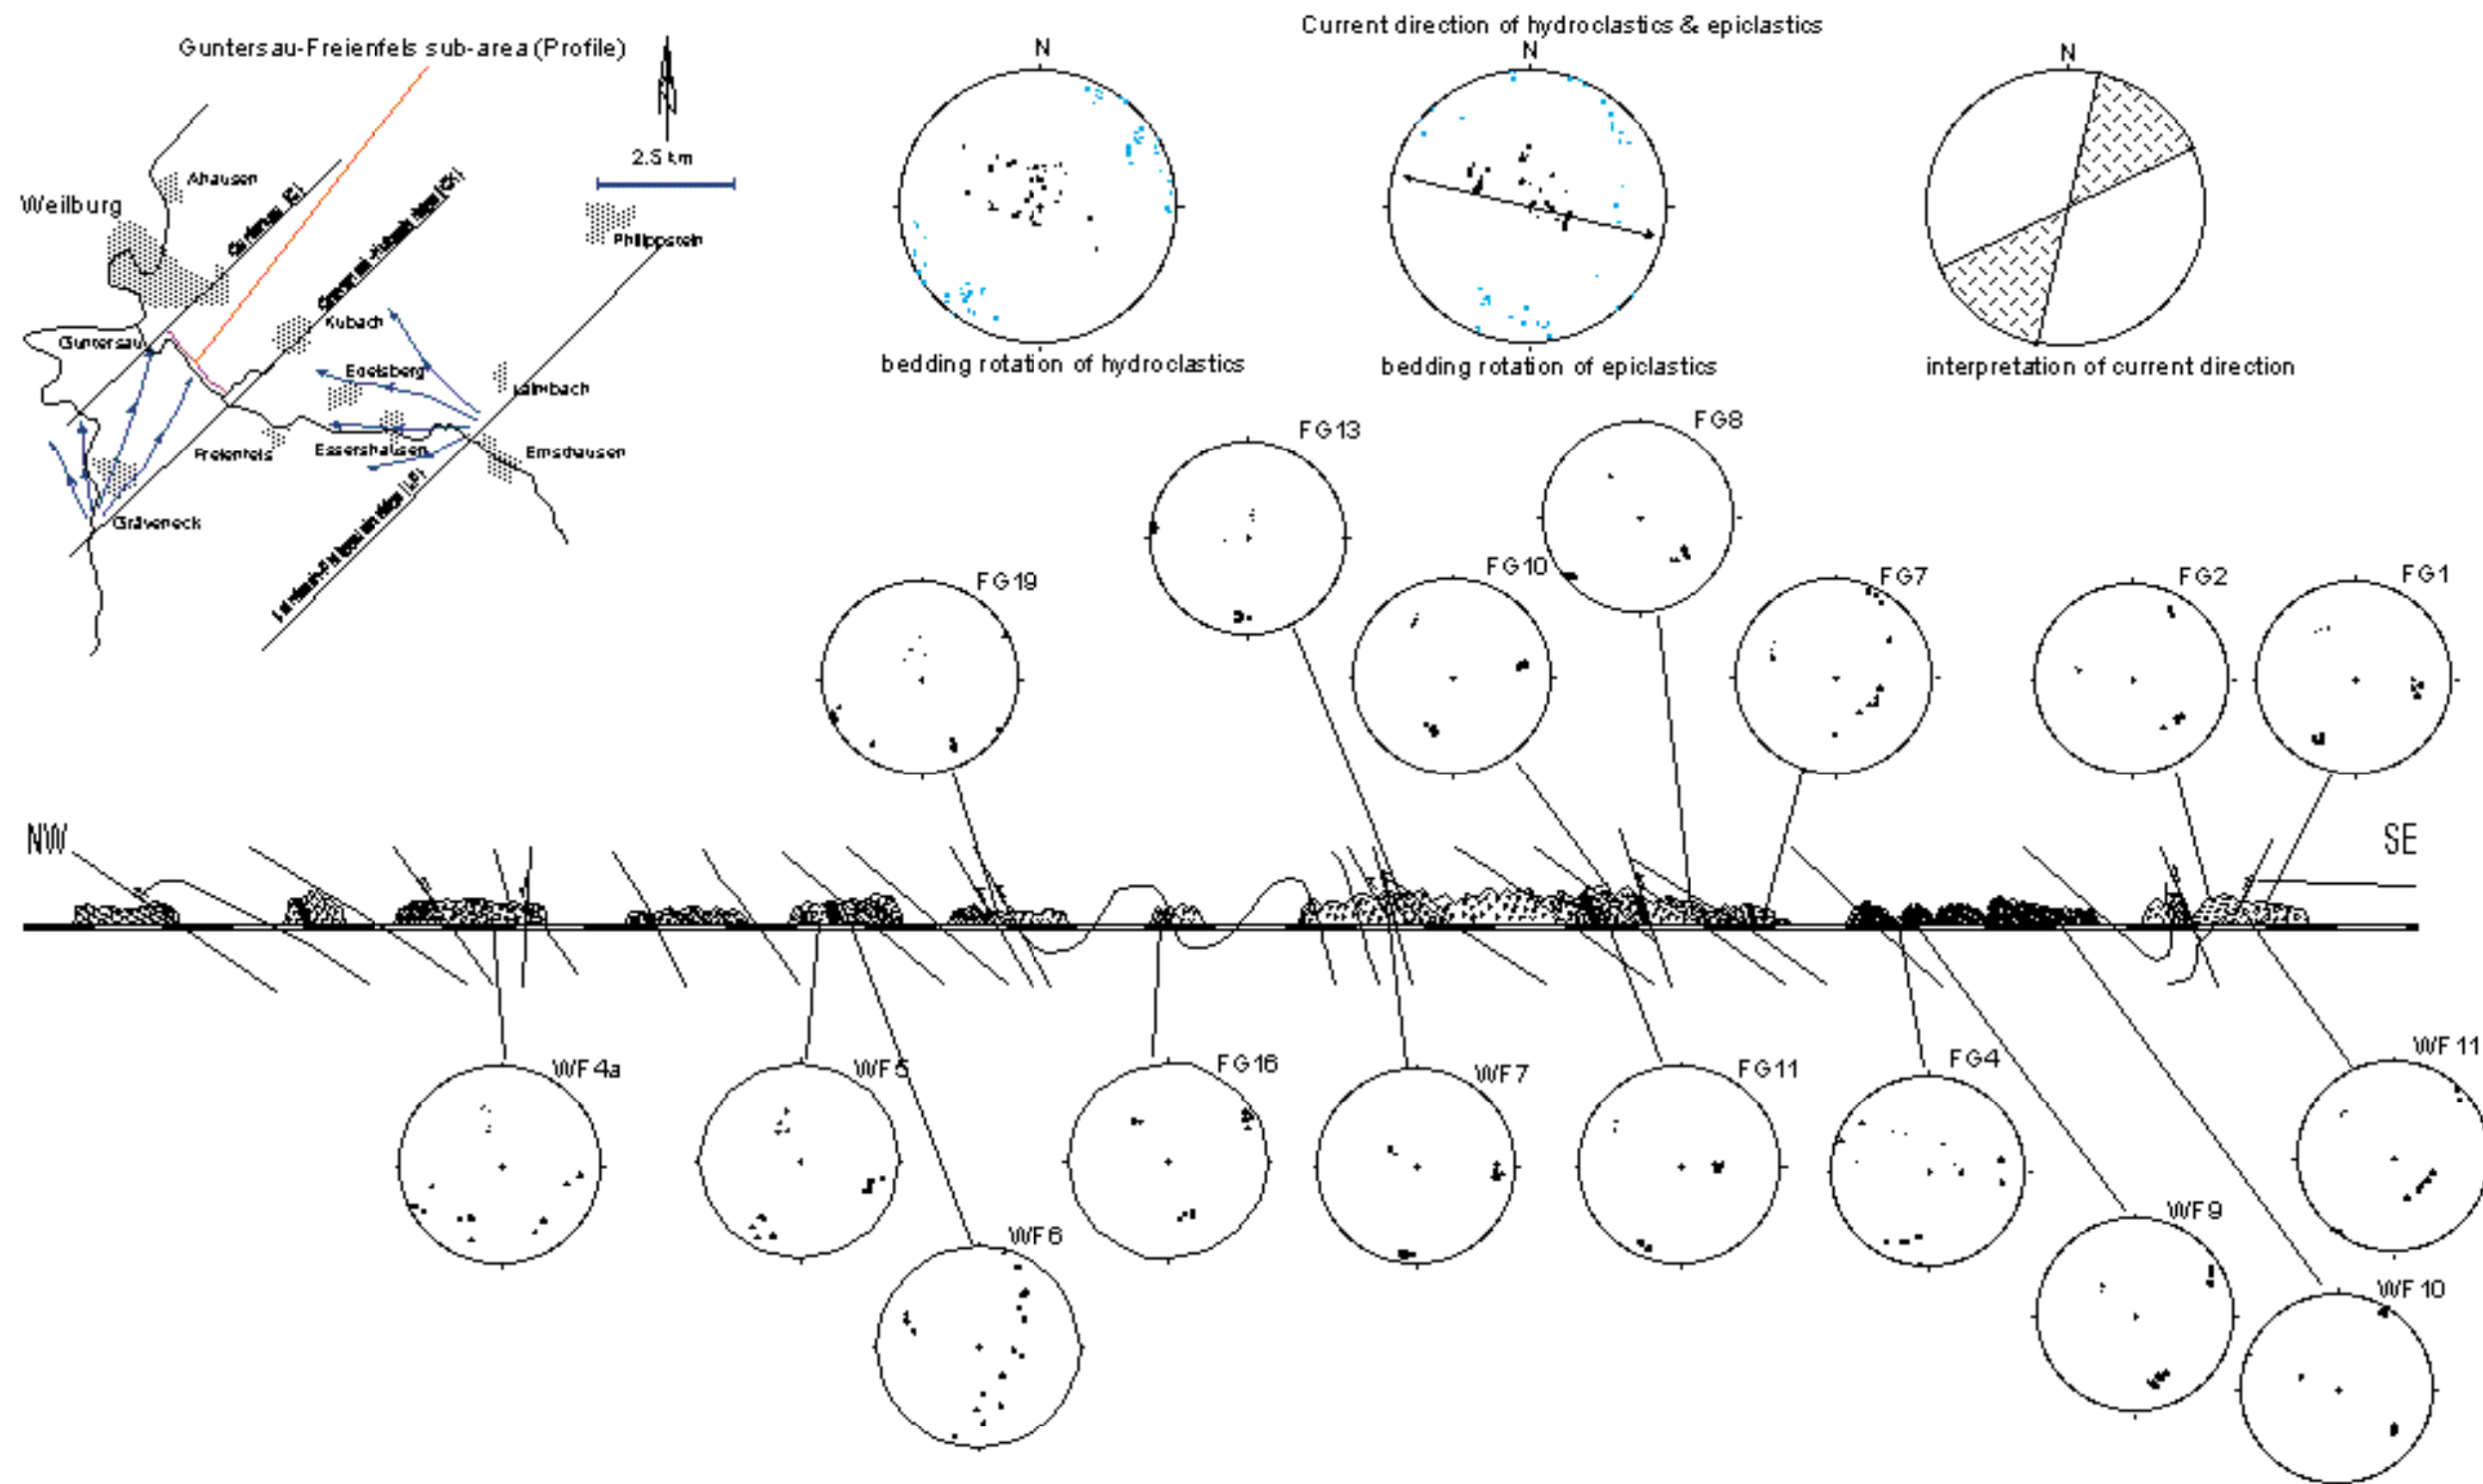 Current direction of hydroclastics & epiclastics
Guntersau-Freienfels sub-area (Profile)
N
N
N
2.5 km
Ahausen
Weilburg
Philippstein
Kubach
Guntersau
Edelsberg
Laimbach
Freienfels
Essershausen
Ernsthausen
Gräveneck
bedding rotation of hydroclastics
bedding rotation of epiclastics
interpretation of current direction
FG13
FG8
FG19
FG10
FG7
FG2
FG1
NW
SE
WF4a
WF5
FG16
WF7
FG11
FG4
WF11
WF6
WF9
WF10